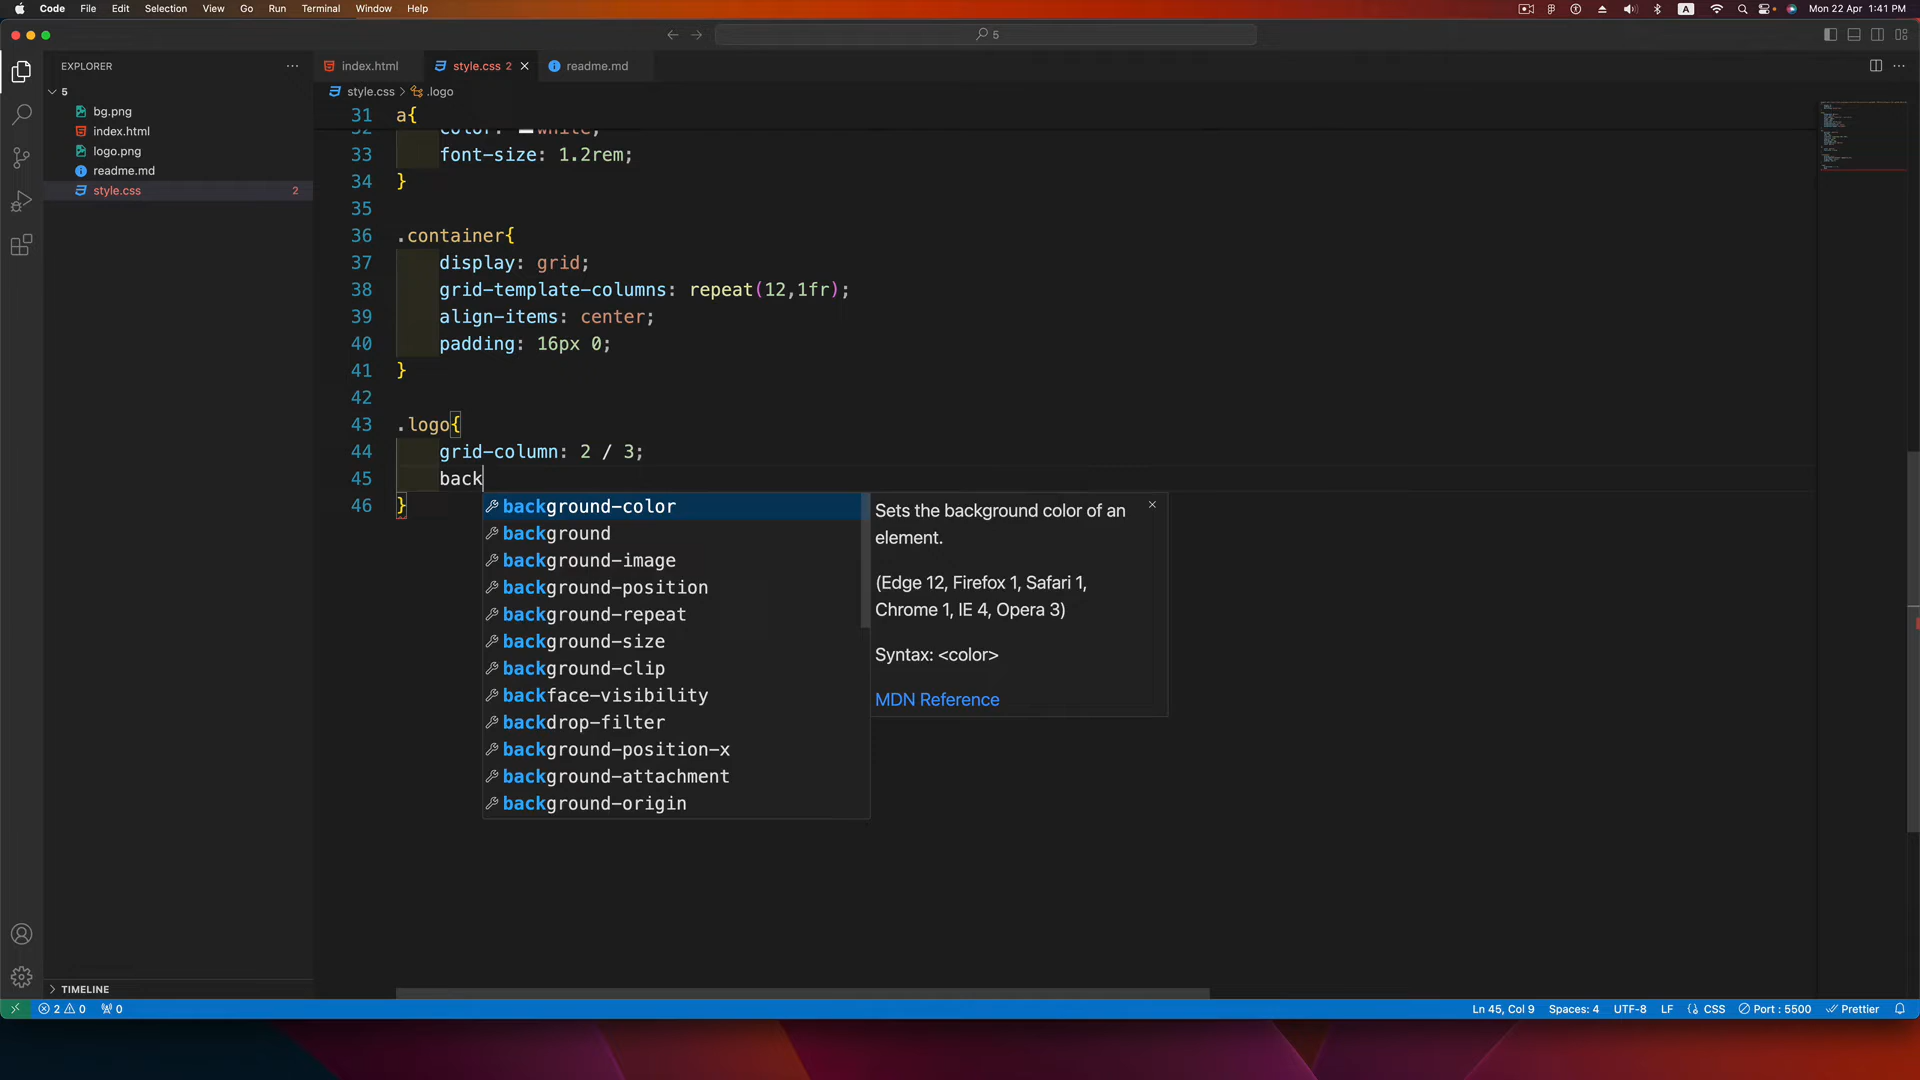 Code File Edit Selection View Go Run Terminal Window Help
A Mon 22 Apr 1:41 PM
5
EXPLORER
index.html
style.css 2
readme.md
5
style.css > .logo
bg.png
index.html
logo.png
readme.md
style.css 2
31 a{
32 color: white;
33 font-size: 1.2rem;
34 }
35
36 .container{
37 display: grid;
38 grid-template-columns: repeat(12,1fr);
39 align-items: center;
40 padding: 16px 0;
41 }
42
43 .logo{
44 grid-column: 2 / 3;
45 back
46 }
background-color
background
background-image
background-position
background-repeat
background-size
background-clip
backface-visibility
backdrop-filter
background-position-x
background-attachment
background-origin
Sets the background color of an
element.
(Edge 12, Firefox 1, Safari 1,
Chrome 1, IE 4, Opera 3)
Syntax: <color>
MDN Reference
TIMELINE
2 0 0
Ln 45, Col 9 Spaces: 4 UTF-8 LF {} CSS Port : 5500 Prettier